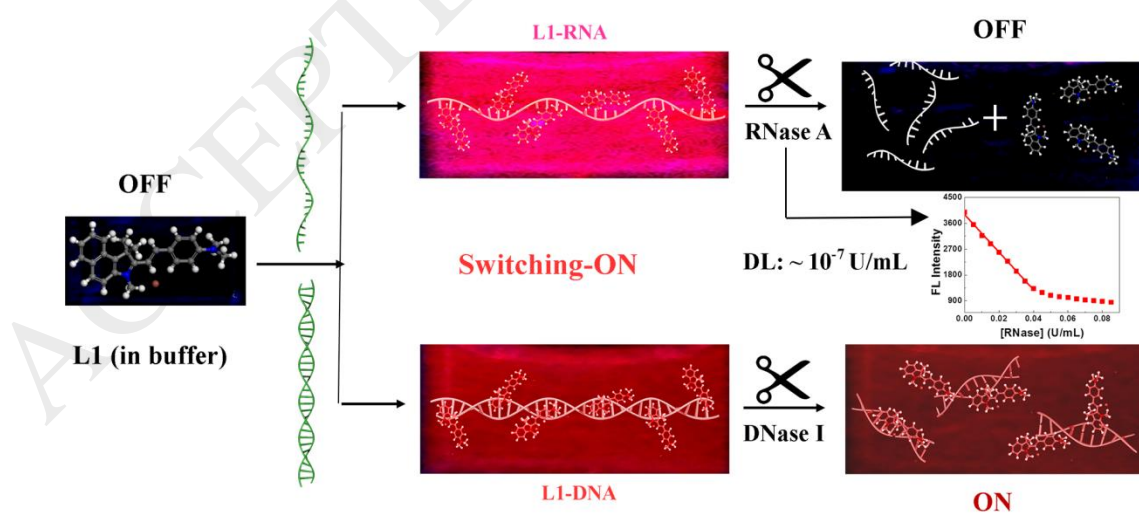 L1-RNA
OFF
RNase A
OFF
L1 (in buffer)
Switching-ON
DL: ~ 10⁻⁷ U/mL
FL Intensity
4500
3600
2700
1800
900
0.00
0.02
0.04
0.06
0.08
[RNase] (U/mL)
DNase I
L1-DNA
ON
ACCEPT